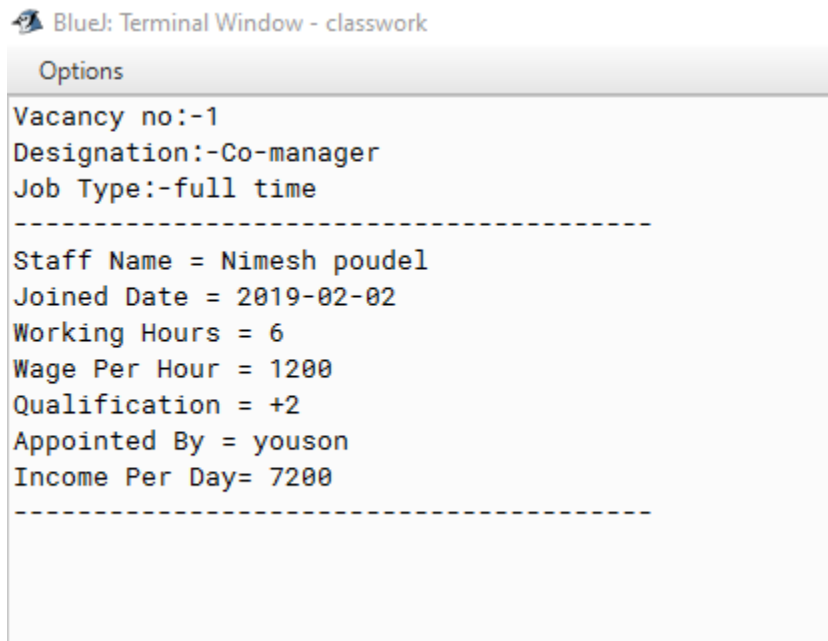 BlueJ: Terminal Window - classwork
Options
Vacancy no:-1
Designation:-Co-manager
Job Type:-full time
----------------------------------------
Staff Name = Nimesh poudel
Joined Date = 2019-02-02
Working Hours = 6
Wage Per Hour = 1200
Qualification = +2
Appointed By = youson
Income Per Day= 7200
----------------------------------------